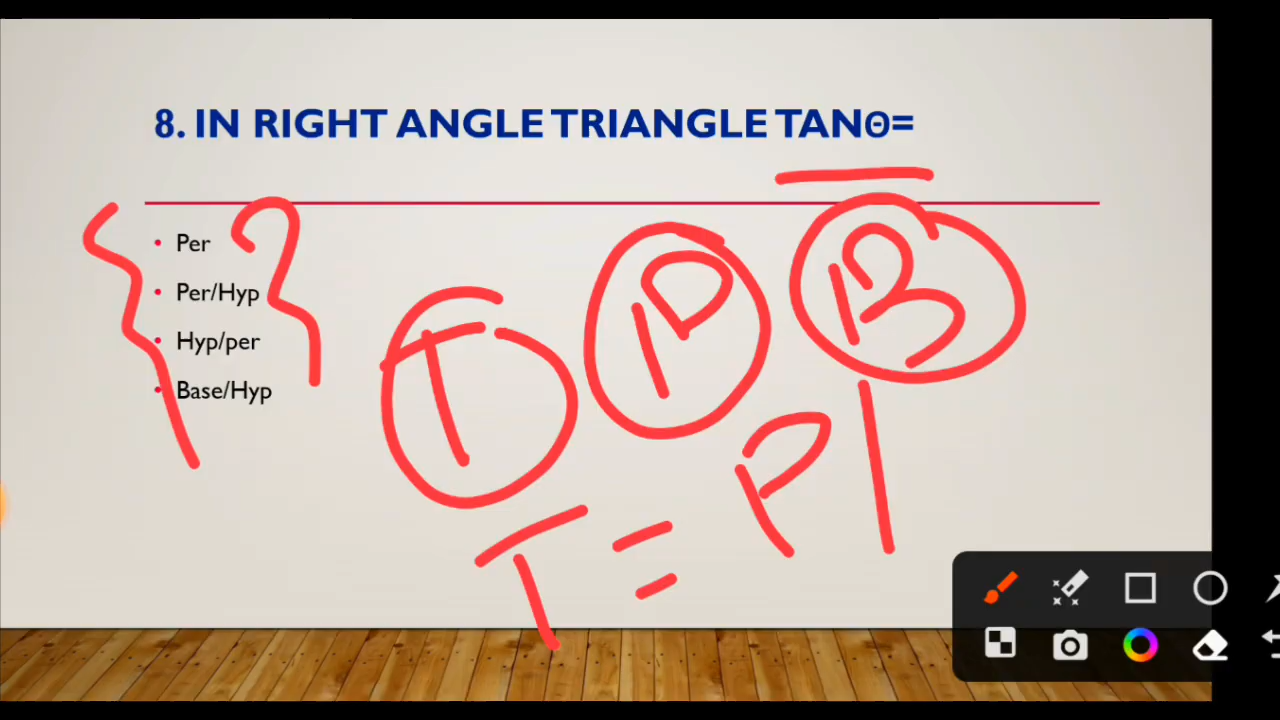 8. IN RIGHT ANGLE TRIANGLE TANΘ=
• Per
• Per/Hyp
• Hyp/per
• Base/Hyp
T P B
T = P/